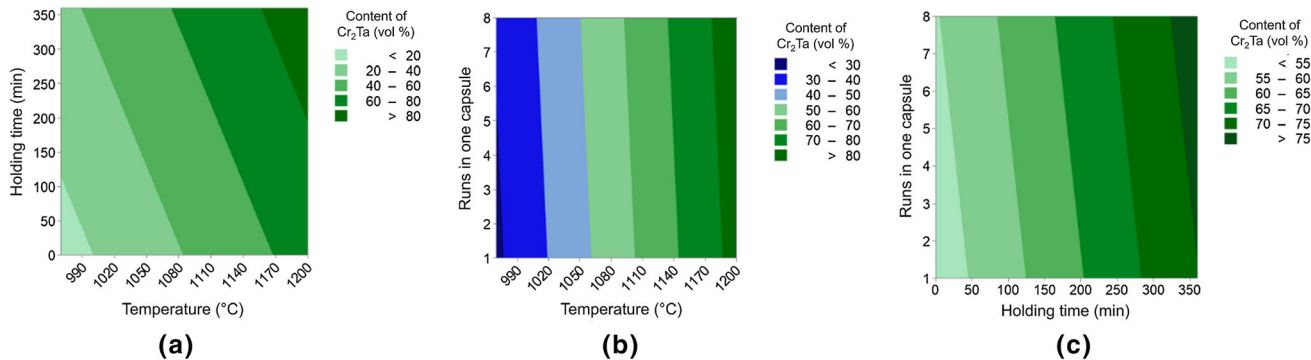 Content of
Cr₂Ta (vol %)
< 20
20 – 40
40 – 60
60 – 80
> 80
350
300
250
200
150
100
50
0
Holding time (min)
990 1020 1050 1080 1110 1140 1170 1200
Temperature (°C)
(a)
Content of
Cr₂Ta (vol %)
< 30
30 – 40
40 – 50
50 – 60
60 – 70
70 – 80
> 80
8
7
6
5
4
3
2
1
Runs in one capsule
990 1020 1050 1080 1110 1140 1170 1200
Temperature (°C)
(b)
Content of
Cr₂Ta (vol %)
< 55
55 – 60
60 – 65
65 – 70
70 – 75
> 75
8
7
6
5
4
3
2
1
Runs in one capsule
0 50 100 150 200 250 300 350
Holding time (min)
(c)